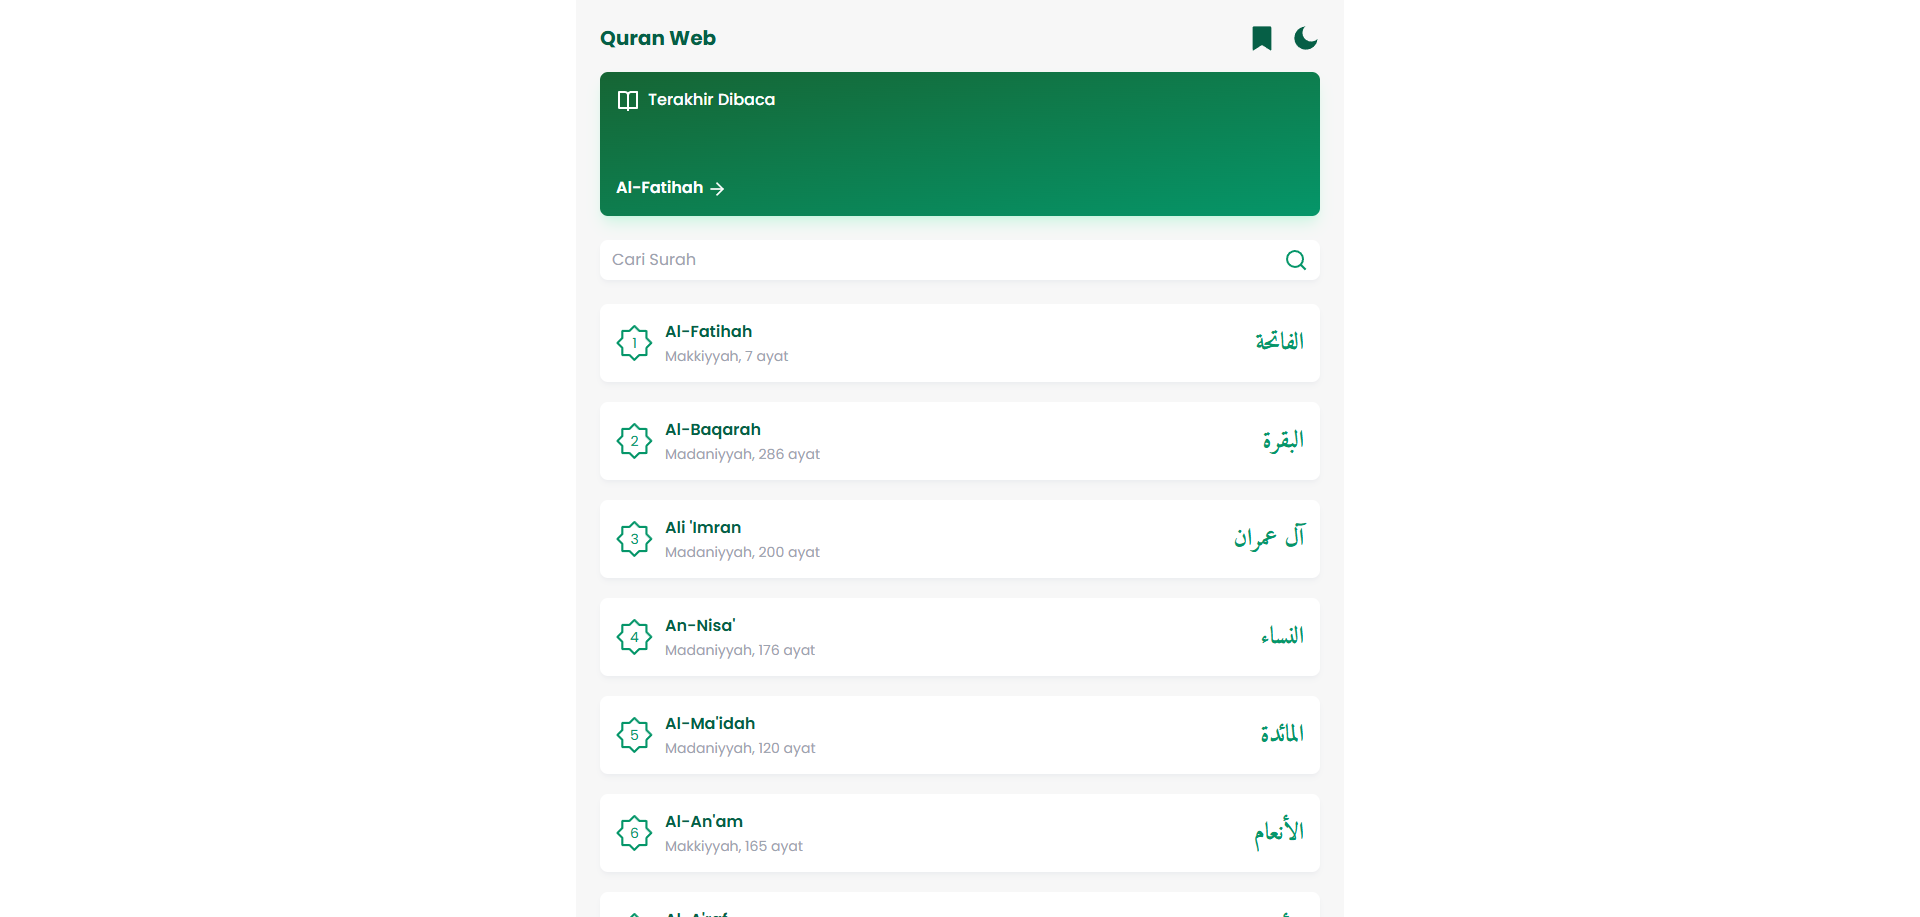 Quran Web
Terakhir Dibaca
Al-Fatihah
Cari Surah
1
Al-Fatihah
Makkiyyah, 7 ayat
الفاتحة
2
Al-Baqarah
Madaniyyah, 286 ayat
البقرة
3
Ali 'Imran
Madaniyyah, 200 ayat
آل عمران
4
An-Nisa'
Madaniyyah, 176 ayat
النساء
5
Al-Ma'idah
Madaniyyah, 120 ayat
المائدة
6
Al-An'am
Makkiyyah, 165 ayat
الأنعام
Al-A'raf